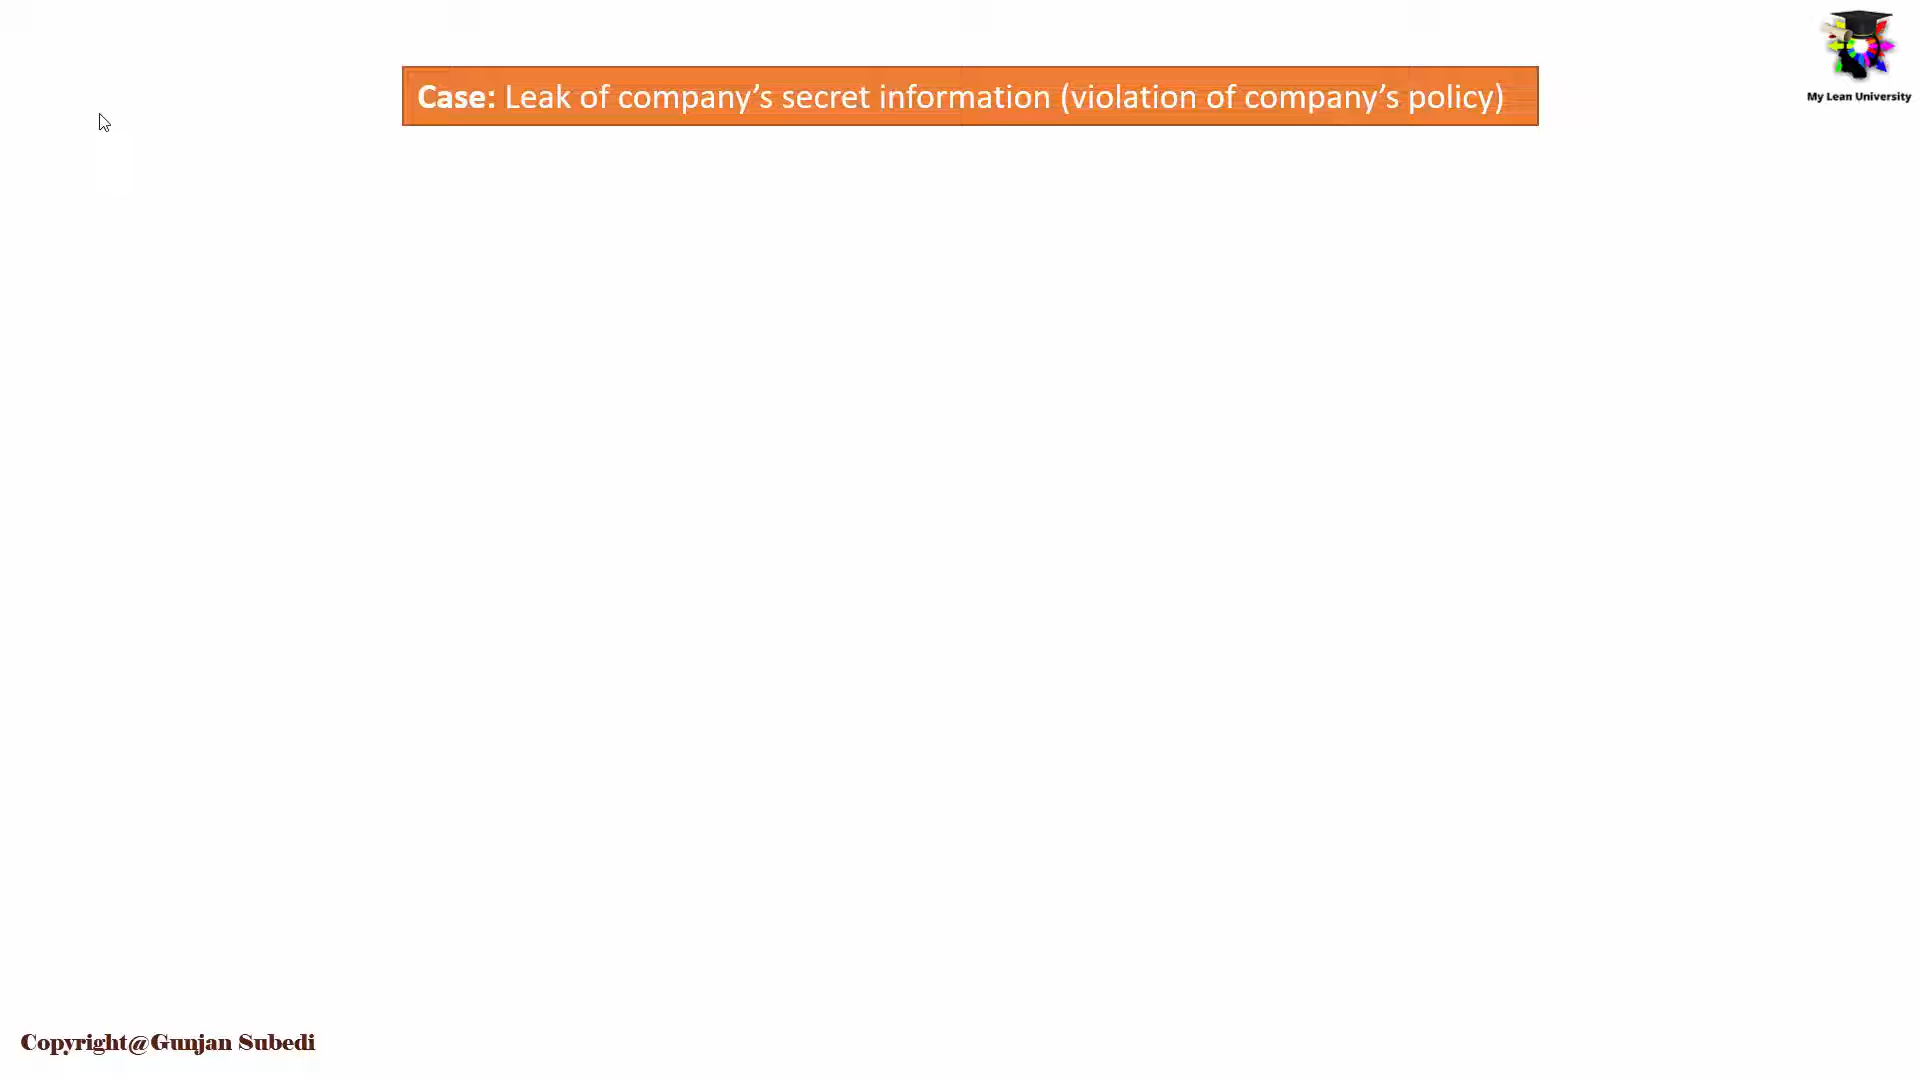 Case: Leak of company’s secret information (violation of company’s policy)
My Lean University
Copyright@Gunjan Subedi